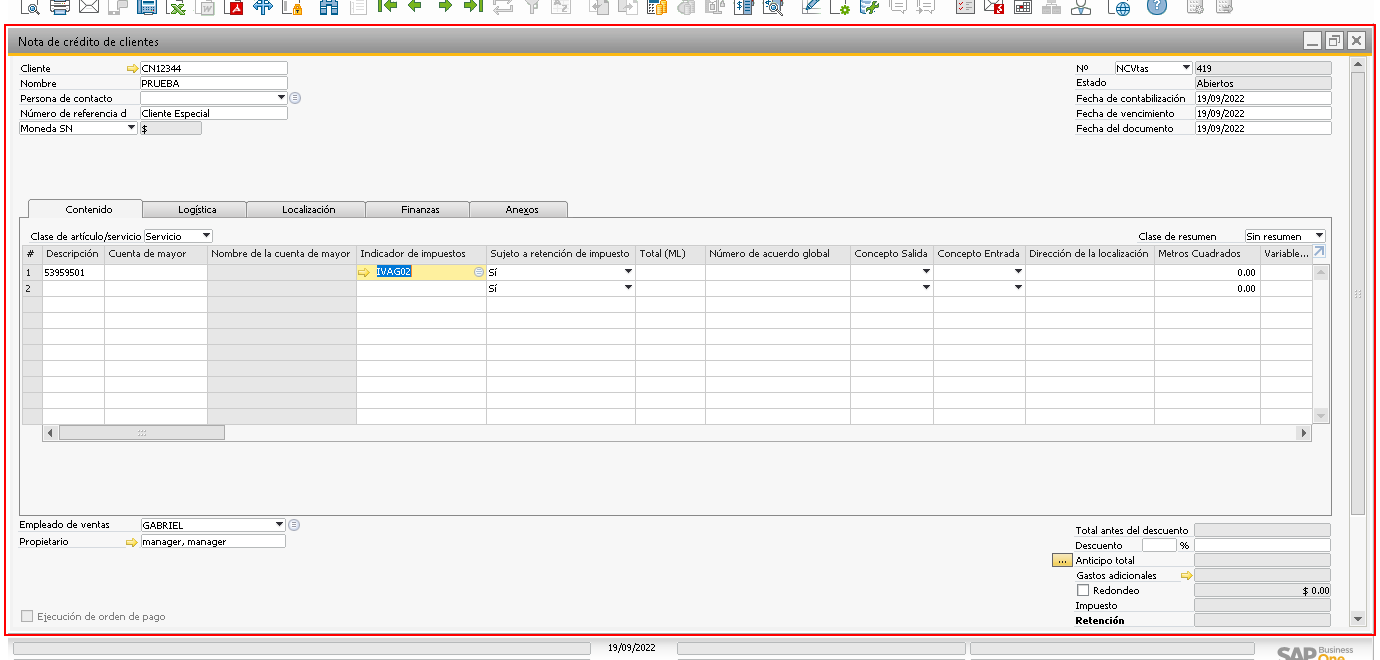 Nota de crédito de clientes
Cliente CN12344
Nombre PRUEBA
Persona de contacto
Número de referencia d Cliente Especial
Moneda SN $
Nº NCVtas 419
Estado Abiertos
Fecha de contabilización 19/09/2022
Fecha de vencimiento 19/09/2022
Fecha del documento 19/09/2022
Contenido Logística Localización Finanzas Anexos
Clase de artículo/servicio Servicio Clase de resumen Sin resumen
# Descripción Cuenta de mayor Nombre de la cuenta de mayor Indicador de impuestos Sujeto a retención de impuesto Total (ML) Número de acuerdo global Concepto Salida Concepto Entrada Dirección de la localización Metros Cuadrados Variable...
1 53959501 IVAG02 Sí 0.00
2 Sí 0.00
Empleado de ventas GABRIEL
Propietario manager, manager
Total antes del descuento
Descuento %
... Anticipo total
Gastos adicionales
Redondeo $ 0.00
Impuesto
Retención
Ejecución de orden de pago
19/09/2022
SAP Business
One